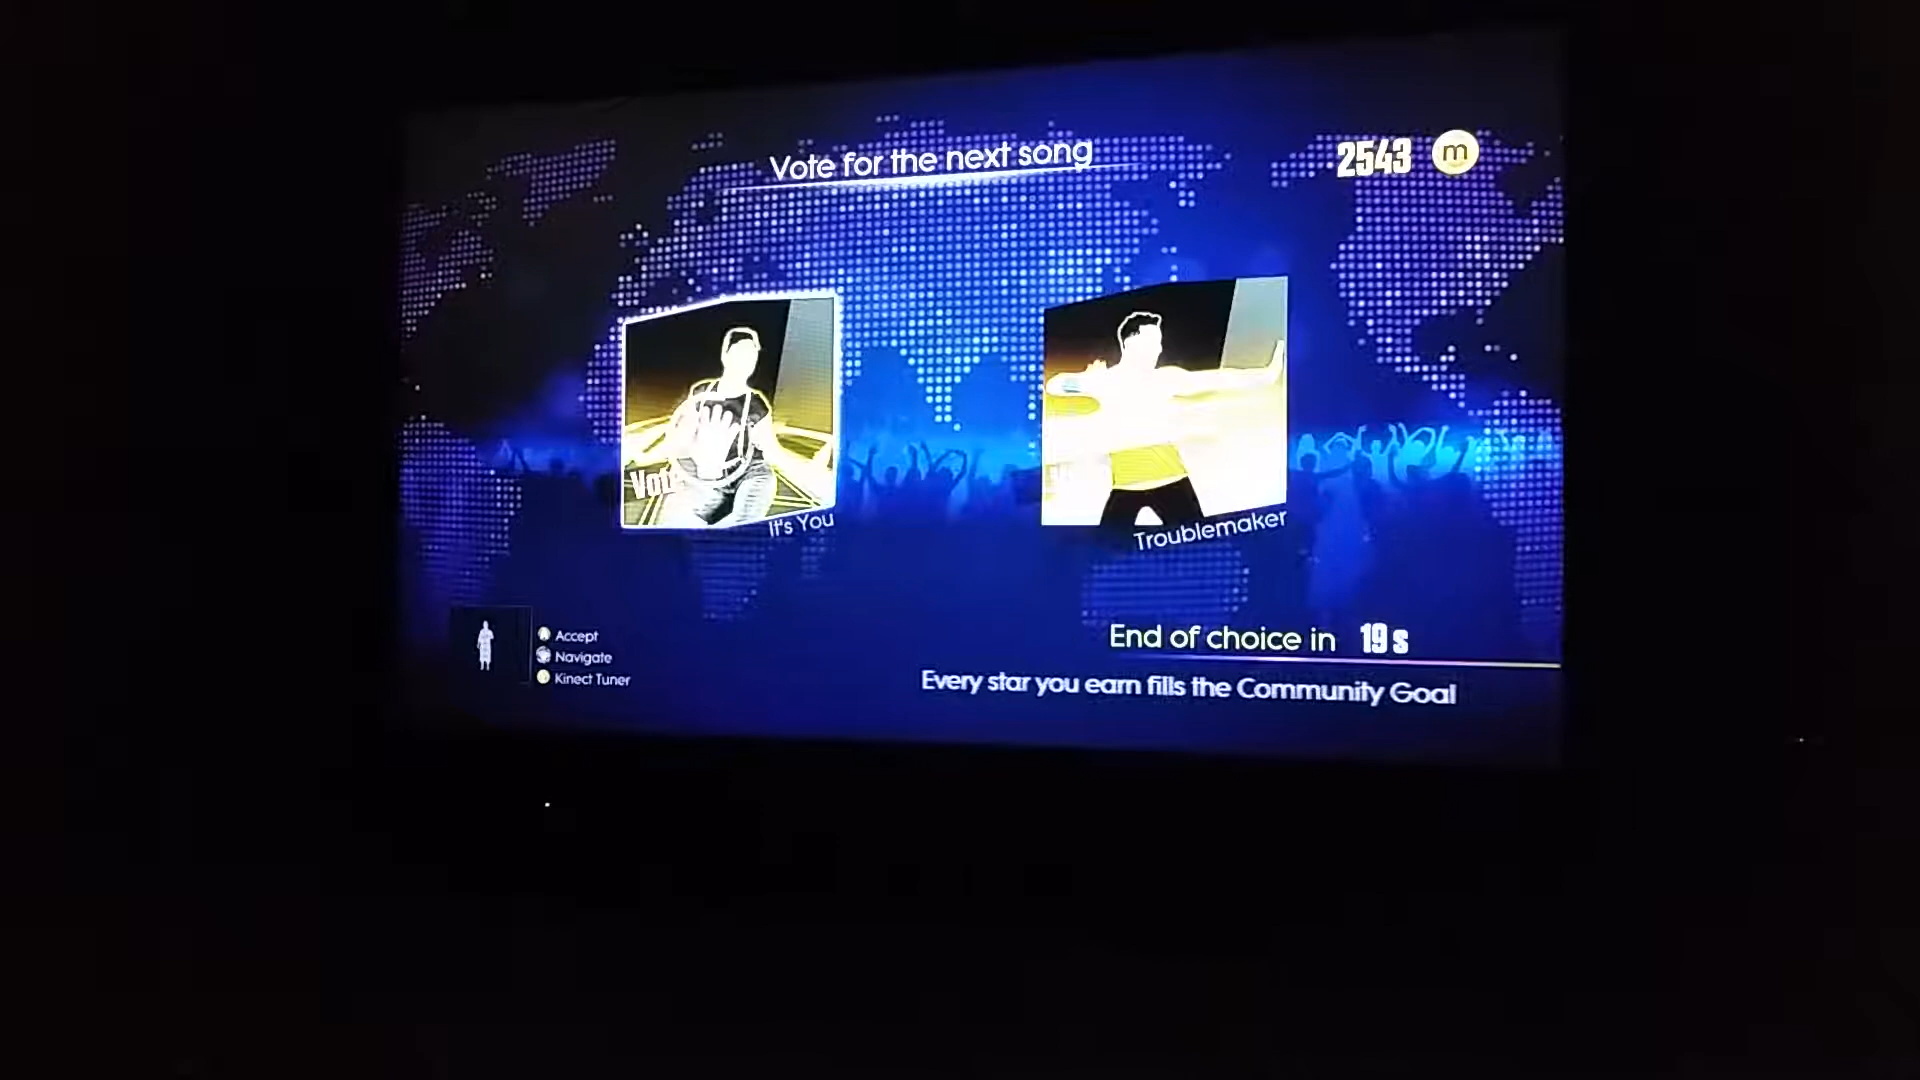 Vote for the next song
2543 m
Vote
It's You
Troublemaker
Accept
Navigate
Kinect Tuner
End of choice in 19 s
Every star you earn fills the Community Goal